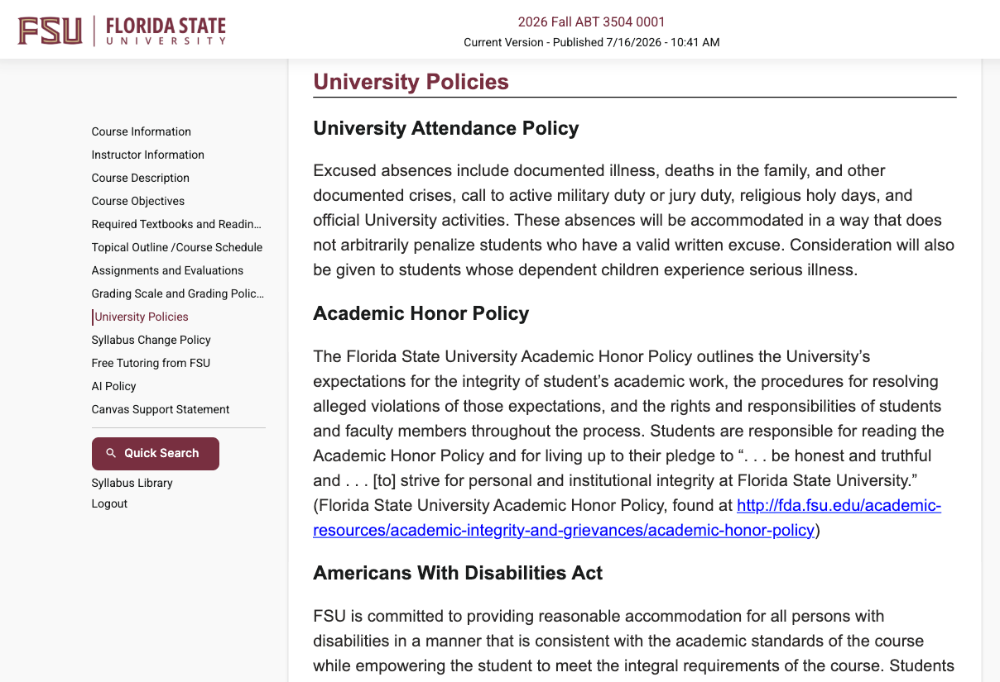 FSU
FLORIDA STATE
UNIVERSITY
2026 Fall ABT 3504 0001
Current Version - Published 7/16/2026 - 10:41 AM
Course Information
Instructor Information
Course Description
Course Objectives
Required Textbooks and Readin...
Topical Outline /Course Schedule
Assignments and Evaluations
Grading Scale and Grading Polic...
University Policies
Syllabus Change Policy
Free Tutoring from FSU
AI Policy
Canvas Support Statement
Quick Search
Syllabus Library
Logout
University Policies
University Attendance Policy
Excused absences include documented illness, deaths in the family, and other
documented crises, call to active military duty or jury duty, religious holy days, and
official University activities. These absences will be accommodated in a way that does
not arbitrarily penalize students who have a valid written excuse. Consideration will also
be given to students whose dependent children experience serious illness.
Academic Honor Policy
The Florida State University Academic Honor Policy outlines the University’s
expectations for the integrity of student’s academic work, the procedures for resolving
alleged violations of those expectations, and the rights and responsibilities of students
and faculty members throughout the process. Students are responsible for reading the
Academic Honor Policy and for living up to their pledge to “. . . be honest and truthful
and . . . [to] strive for personal and institutional integrity at Florida State University.”
(Florida State University Academic Honor Policy, found at http://fda.fsu.edu/academic-
resources/academic-integrity-and-grievances/academic-honor-policy)
Americans With Disabilities Act
FSU is committed to providing reasonable accommodation for all persons with
disabilities in a manner that is consistent with the academic standards of the course
while empowering the student to meet the integral requirements of the course. Students